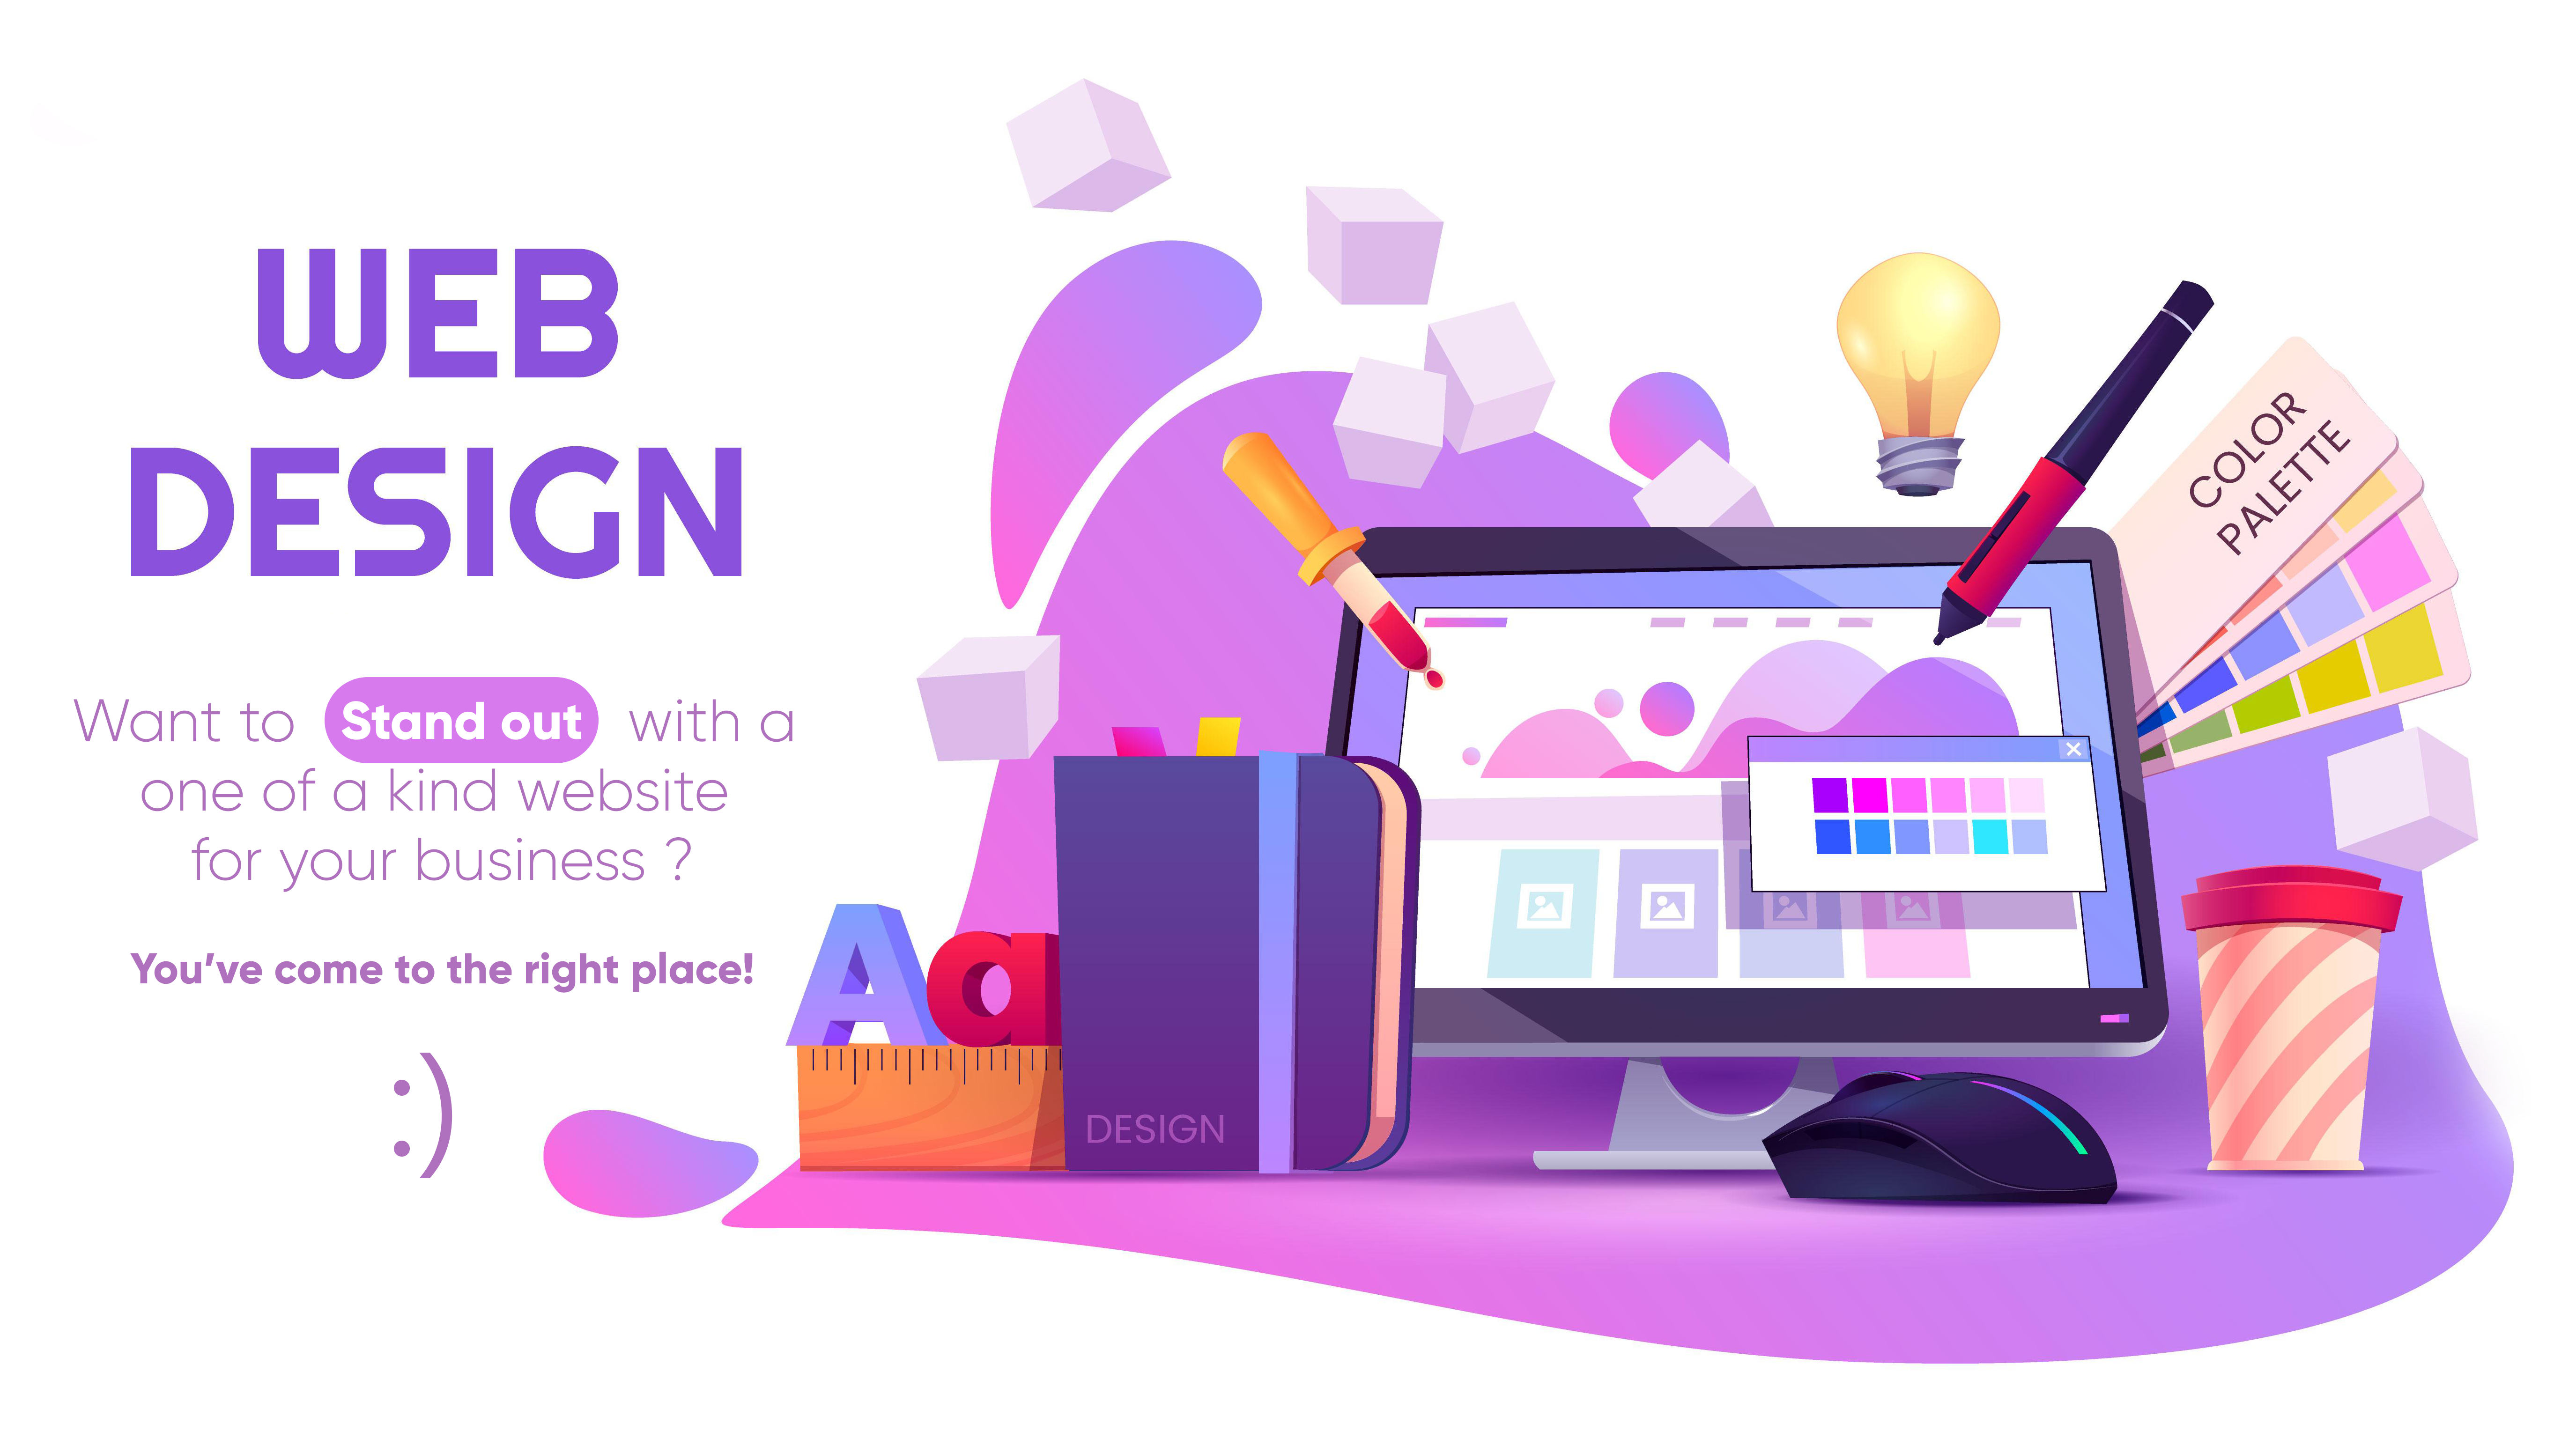 WEB
DESIGN
Want to Stand out with a
one of a kind website
for your business ?
You’ve come to the right place!
:)
Aa
DESIGN
COLOR
PALETTE